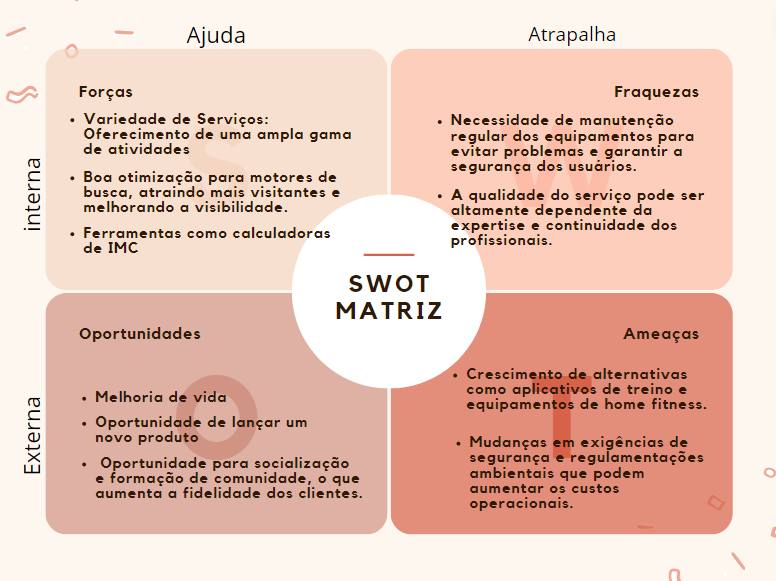 Ajuda
Atrapalha
interna
Forças
• Variedade de Serviços:
Oferecimento de uma ampla gama
de atividades
• Boa otimização para motores de
busca, atraindo mais visitantes e
melhorando a visibilidade.
• Ferramentas como calculadoras
de IMC
S
Fraquezas
• Necessidade de manutenção
regular dos equipamentos para
evitar problemas e garantir a
segurança dos usuários.
• A qualidade do serviço pode ser
altamente dependente da
expertise e continuidade dos
profissionais.
W
SWOT
MATRIZ
Externa
Oportunidades
• Melhoria de vida
• Oportunidade de lançar um
novo produto
• Oportunidade para socialização
e formação de comunidade, o que
aumenta a fidelidade dos clientes.
O
Ameaças
• Crescimento de alternativas
como aplicativos de treino e
equipamentos de home fitness.
• Mudanças em exigências de
segurança e regulamentações
ambientais que podem
aumentar os custos
operacionais.
T